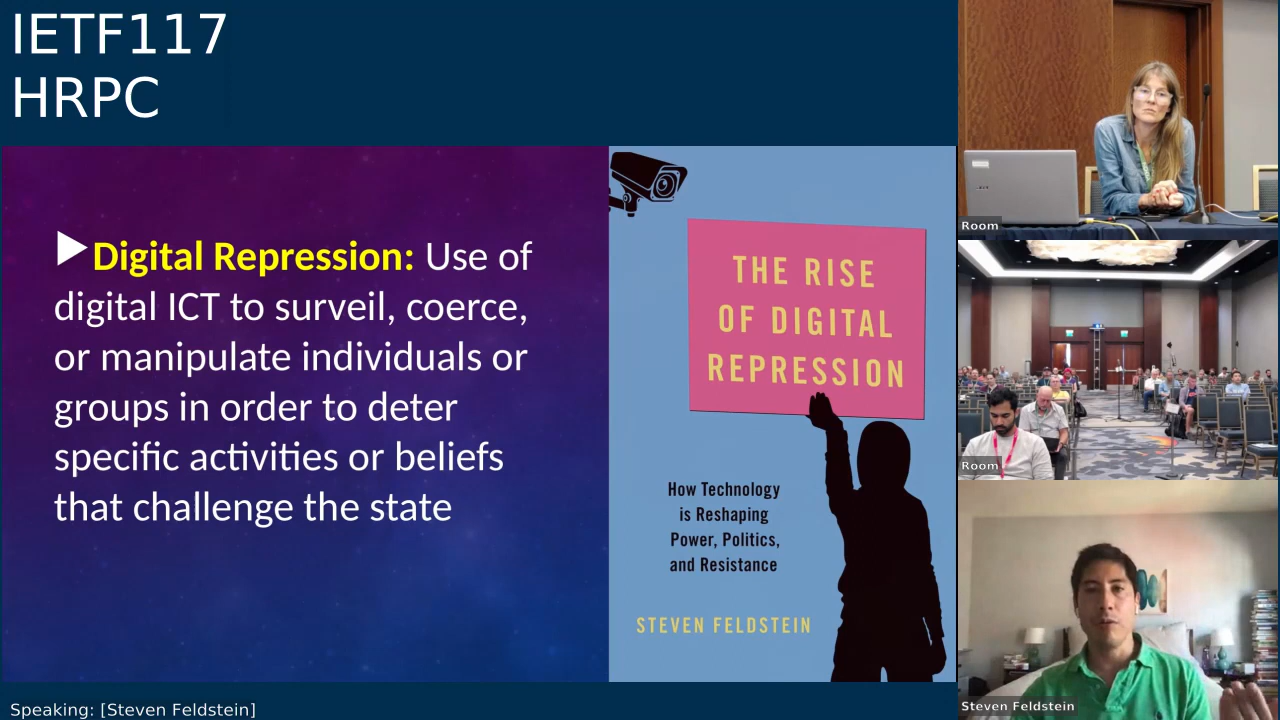 IETF117
HRPC
Digital Repression: Use of
digital ICT to surveil, coerce,
or manipulate individuals or
groups in order to deter
specific activities or beliefs
that challenge the state
THE RISE
OF DIGITAL
REPRESSION
How Technology
is Reshaping
Power, Politics,
and Resistance
STEVEN FELDSTEIN
Room
Room
Steven Feldstein
Speaking: [Steven Feldstein]